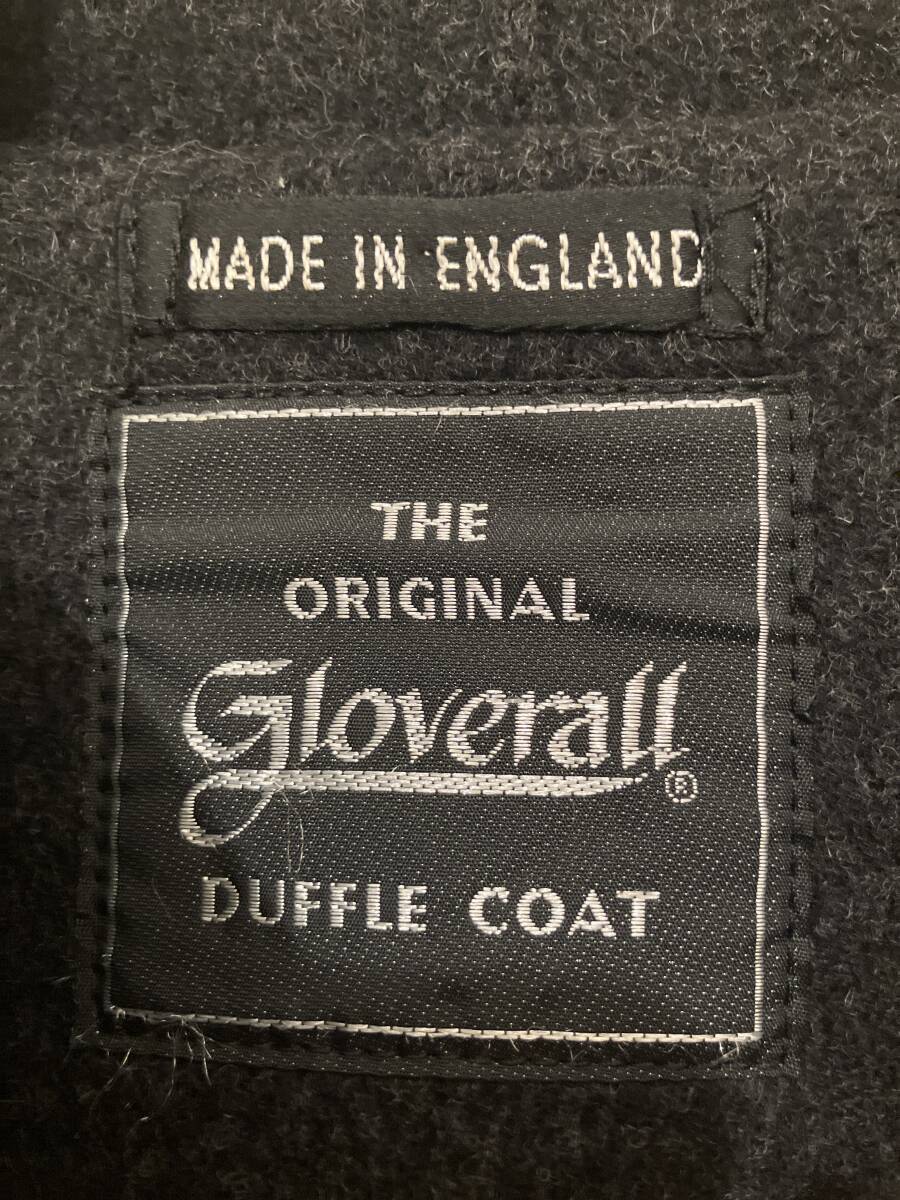 MADE IN ENGLAND
THE
ORIGINAL
Gloverall®
DUFFLE COAT